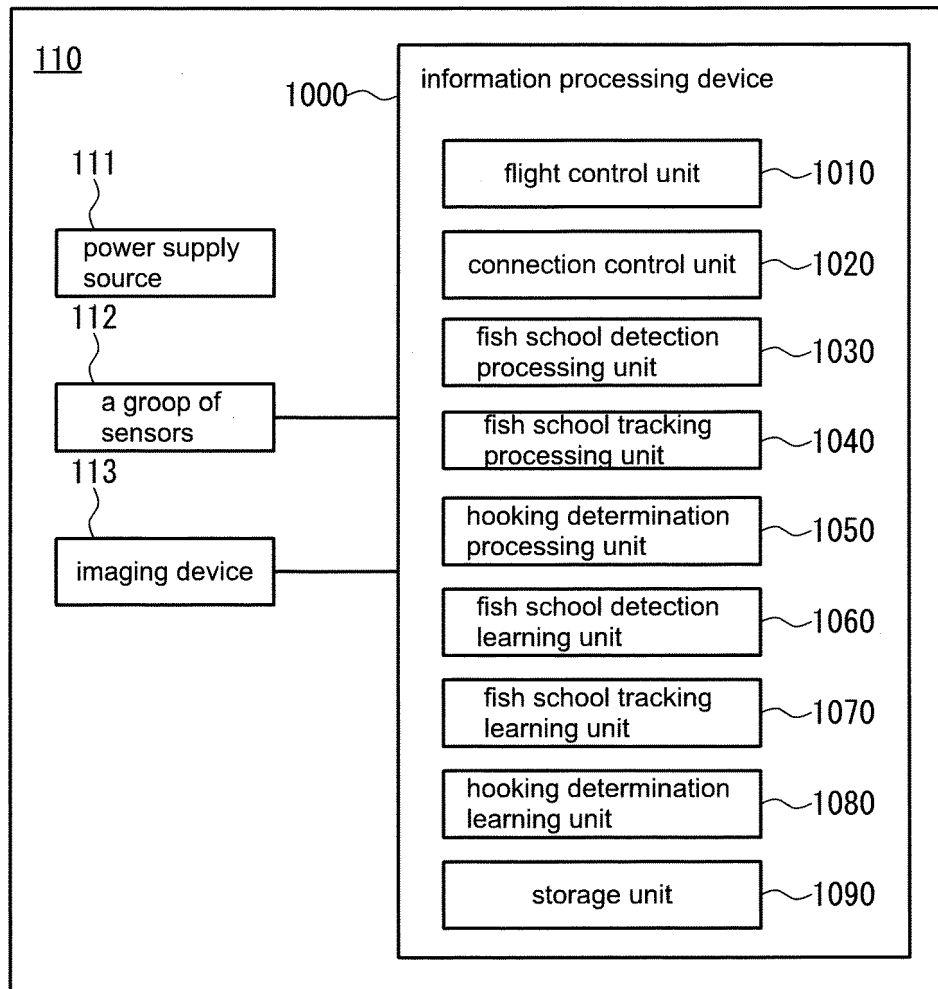 110
1000
information processing device
111
power supply
source
112
a groop of
sensors
113
imaging device
flight control unit
1010
connection control unit
1020
fish school detection
processing unit
1030
fish school tracking
processing unit
1040
hooking determination
processing unit
1050
fish school detection
learning unit
1060
fish school tracking
learning unit
1070
hooking determination
learning unit
1080
storage unit
1090